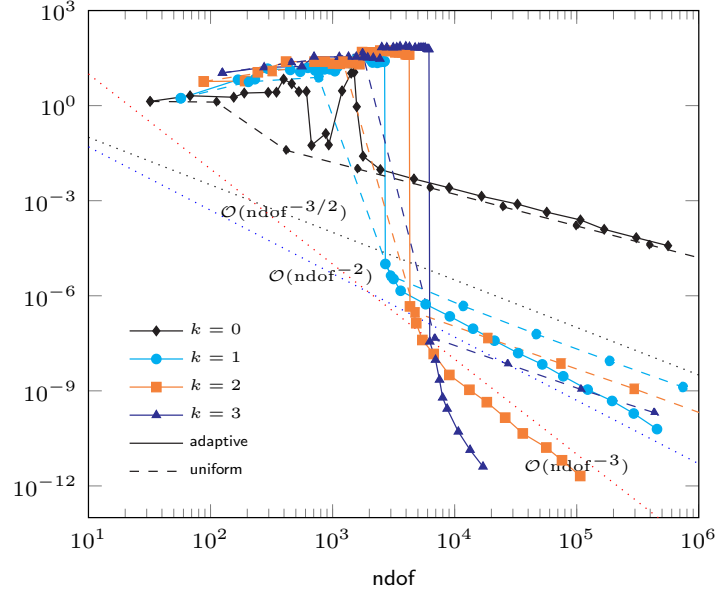 10^3
10^0
10^−3
10^−6
10^−9
10^−12
O(ndof^−3/2)
O(ndof^−2)
O(ndof^−3)
k = 0
k = 1
k = 2
k = 3
adaptive
uniform
10^1 10^2 10^3 10^4 10^5 10^6
ndof